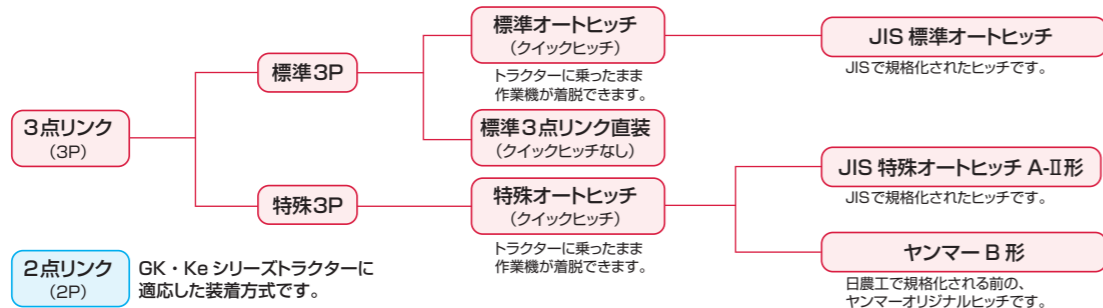 3点リンク
(3P)
標準3P
標準オートヒッチ
(クイックヒッチ)
トラクターに乗ったまま
作業機が着脱できます。
JIS 標準オートヒッチ
JISで規格化されたヒッチです。
標準3点リンク直装
(クイックヒッチなし)
特殊3P
特殊オートヒッチ
(クイックヒッチ)
トラクターに乗ったまま
作業機が着脱できます。
JIS 特殊オートヒッチ A-Ⅱ形
JISで規格化されたヒッチです。
ヤンマー B 形
日農工で規格化される前の、
ヤンマーオリジナルヒッチです。
2点リンク
(2P)
GK・Ke シリーズトラクターに
適応した装着方式です。